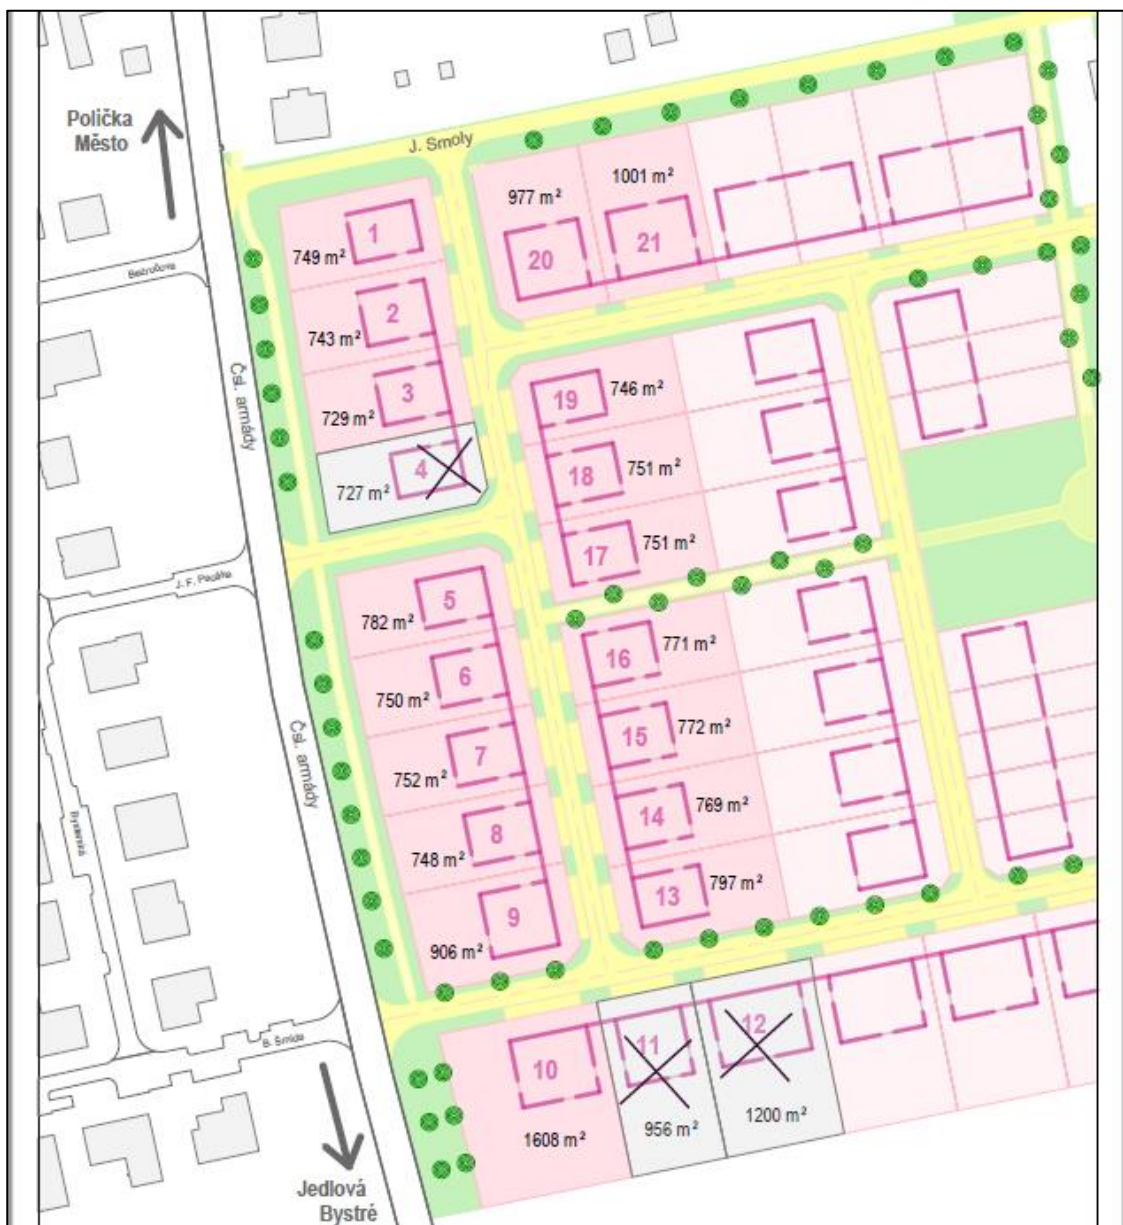 Polička
Město
J. Smoly
977 m²
1001 m²
20
21
1
749 m²
Bezručova
2
743 m²
3
729 m²
4
727 m²
Čsl. armády
19
746 m²
18
751 m²
17
751 m²
5
782 m²
6
750 m²
7
752 m²
8
748 m²
9
906 m²
16
771 m²
15
772 m²
14
769 m²
13
797 m²
Čsl. armády
B. Šmída
10
1608 m²
11
956 m²
12
1200 m²
Jedlová
Bystré